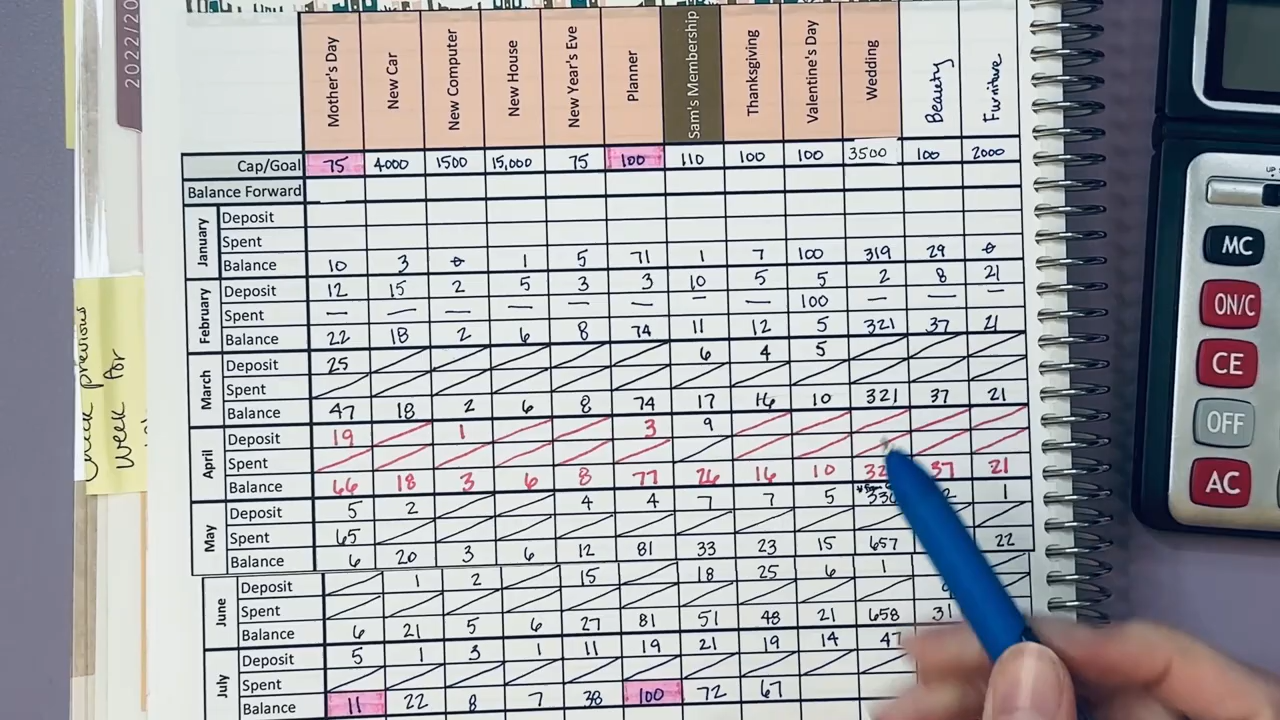 2022/20
Mother's Day New Car New Computer New House New Year's Eve Planner Sam's Membership Thanksgiving Valentine's Day Wedding Beauty Furniture
Cap/Goal 75 4000 1500 15,000 75 100 110 100 100 3500 100 2000
Balance Forward
January
Deposit
Spent
Balance 10 3 0 1 5 71 1 7 100 319 29 0
February
Deposit 12 15 2 5 3 3 10 5 5 2 8 21
Spent — — — — — — — — 100 — — —
Balance 22 18 2 6 8 74 11 12 5 321 37 21
March
Deposit 25 6 4 5
Spent
Balance 47 18 2 6 8 74 17 16 10 321 37 21
April
Deposit 19 1 3 9
Spent
Balance 66 18 3 6 8 77 26 16 10 37 21
May
Deposit 5 2 4 4 7 7 5 1
Spent 65
Balance 6 20 3 6 12 81 33 23 15 657 22
June
Deposit 1 2 15 18 25 6 1
Spent
Balance 6 21 5 6 27 81 51 48 21 658 31
July
Deposit 5 1 3 1 11 19 21 19 14 47
Spent
Balance 11 22 8 7 38 100 72 67
previous
week for
MC
ON/C
CE
OFF
AC
UP